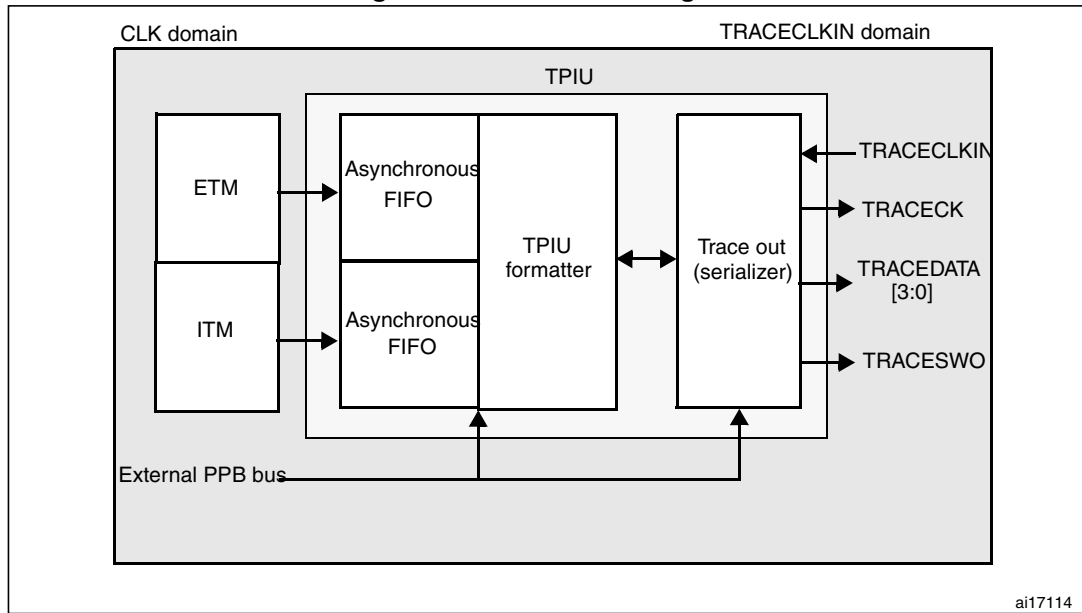 CLK domain
TRACECLKIN domain
TPIU
ETM
ITM
Asynchronous
FIFO
Asynchronous
FIFO
TPIU
formatter
Trace out
(serializer)
TRACECLKIN
TRACECK
TRACEDATA
[3:0]
TRACESWO
External PPB bus
ai17114